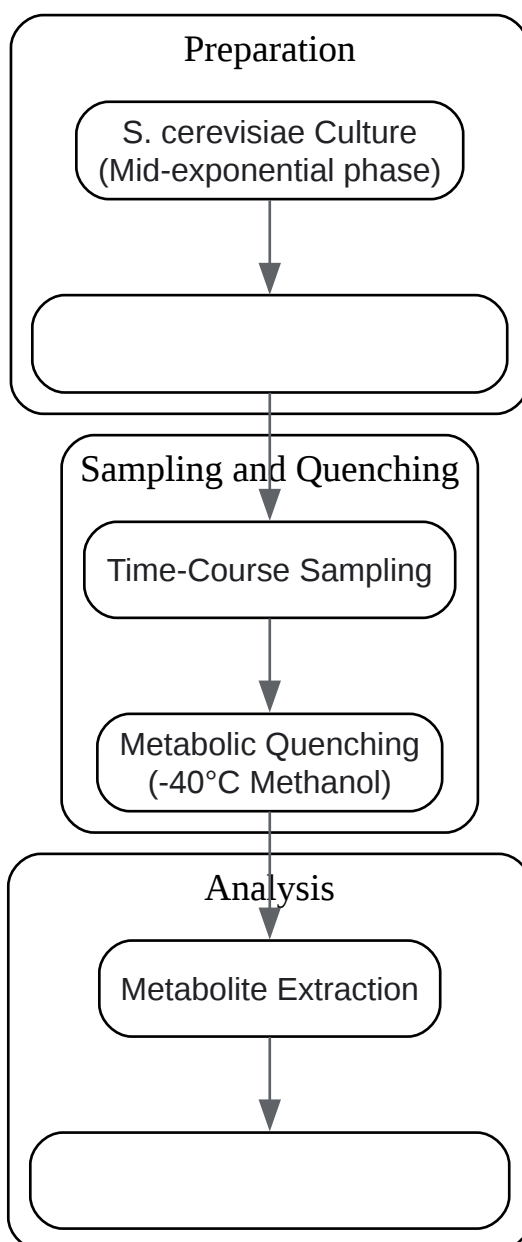 Preparation
S. cerevisiae Culture
(Mid-exponential phase)
Sampling and Quenching
Time-Course Sampling
Metabolic Quenching
(-40°C Methanol)
Analysis
Metabolite Extraction